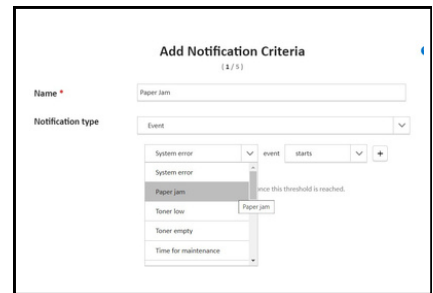 Add Notification Criteria
(1/5)
Name *
Paper Jam
Notification type
Event
System error event starts +
System error
Paper jam
once this threshold is reached.
Paper jam
Toner low
Toner empty
Time for maintenance